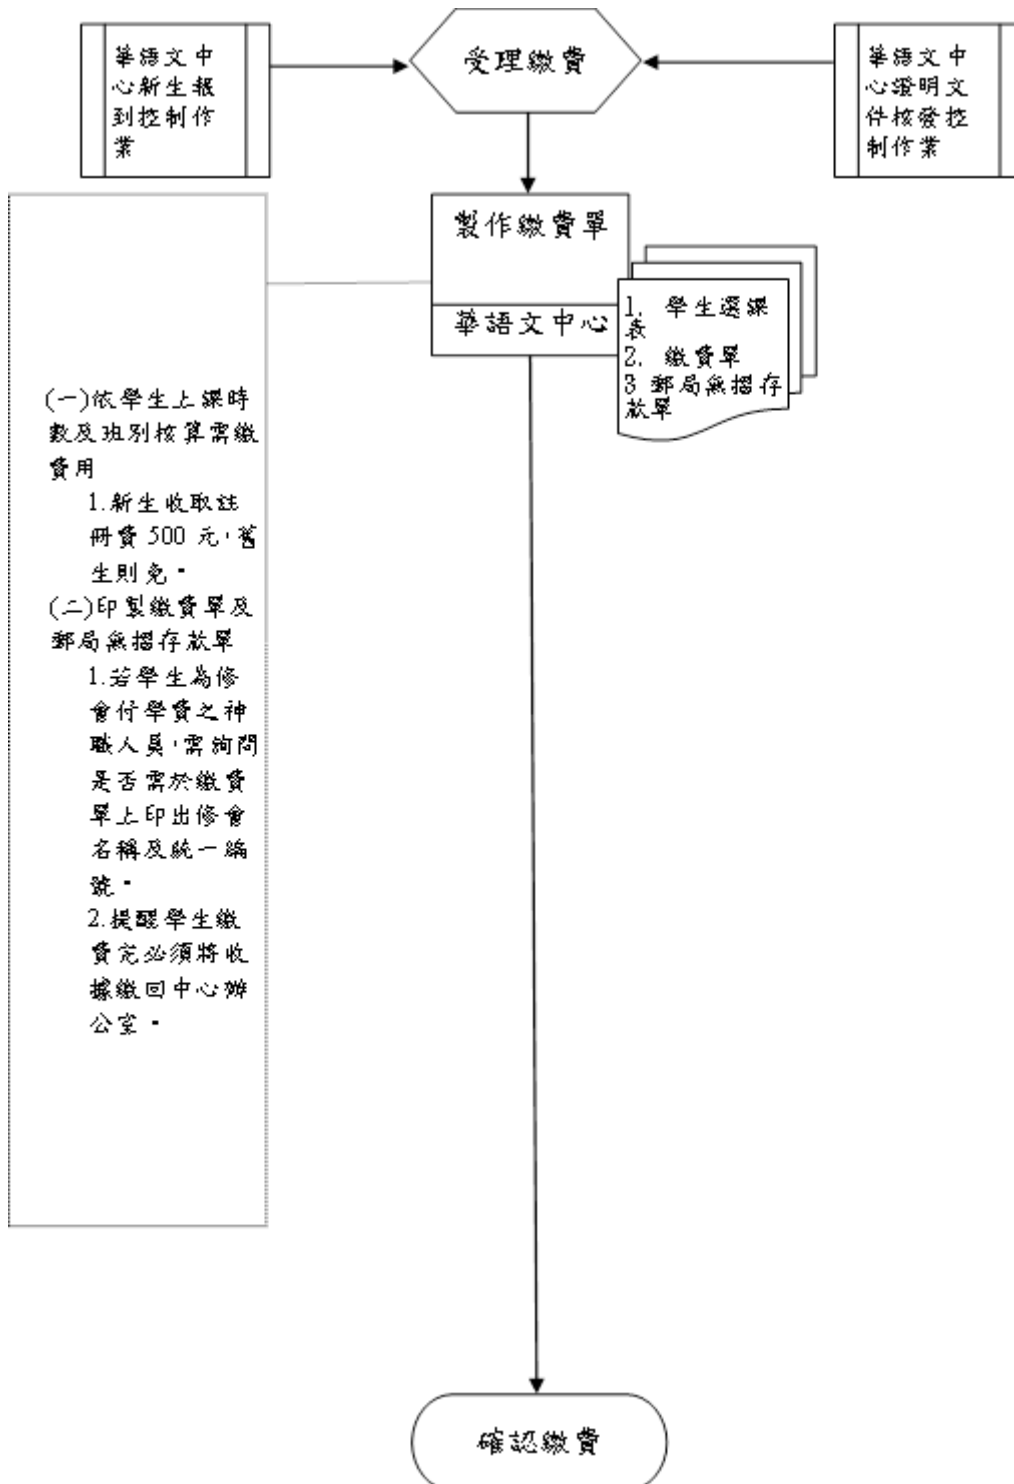 華語文中
心新生報
到控制作
業
受理繳費
華語文中
心證明文
件核發控
制作業
製作繳費單
華語文中心
1. 學生選課
表
2. 繳費單
3 郵局無摺存
款單
(一)依學生上課時
數及班別核算需繳
費用
1.新生收取註
冊費 500 元，舊
生則免。
(二)印製繳費單及
郵局無摺存款單
1.若學生為修
會付學費之神
職人員，需詢問
是否需於繳費
單上印出修會
名稱及統一編
號。
2.提醒學生繳
費完必須將收
據繳回中心辦
公室。
確認繳費